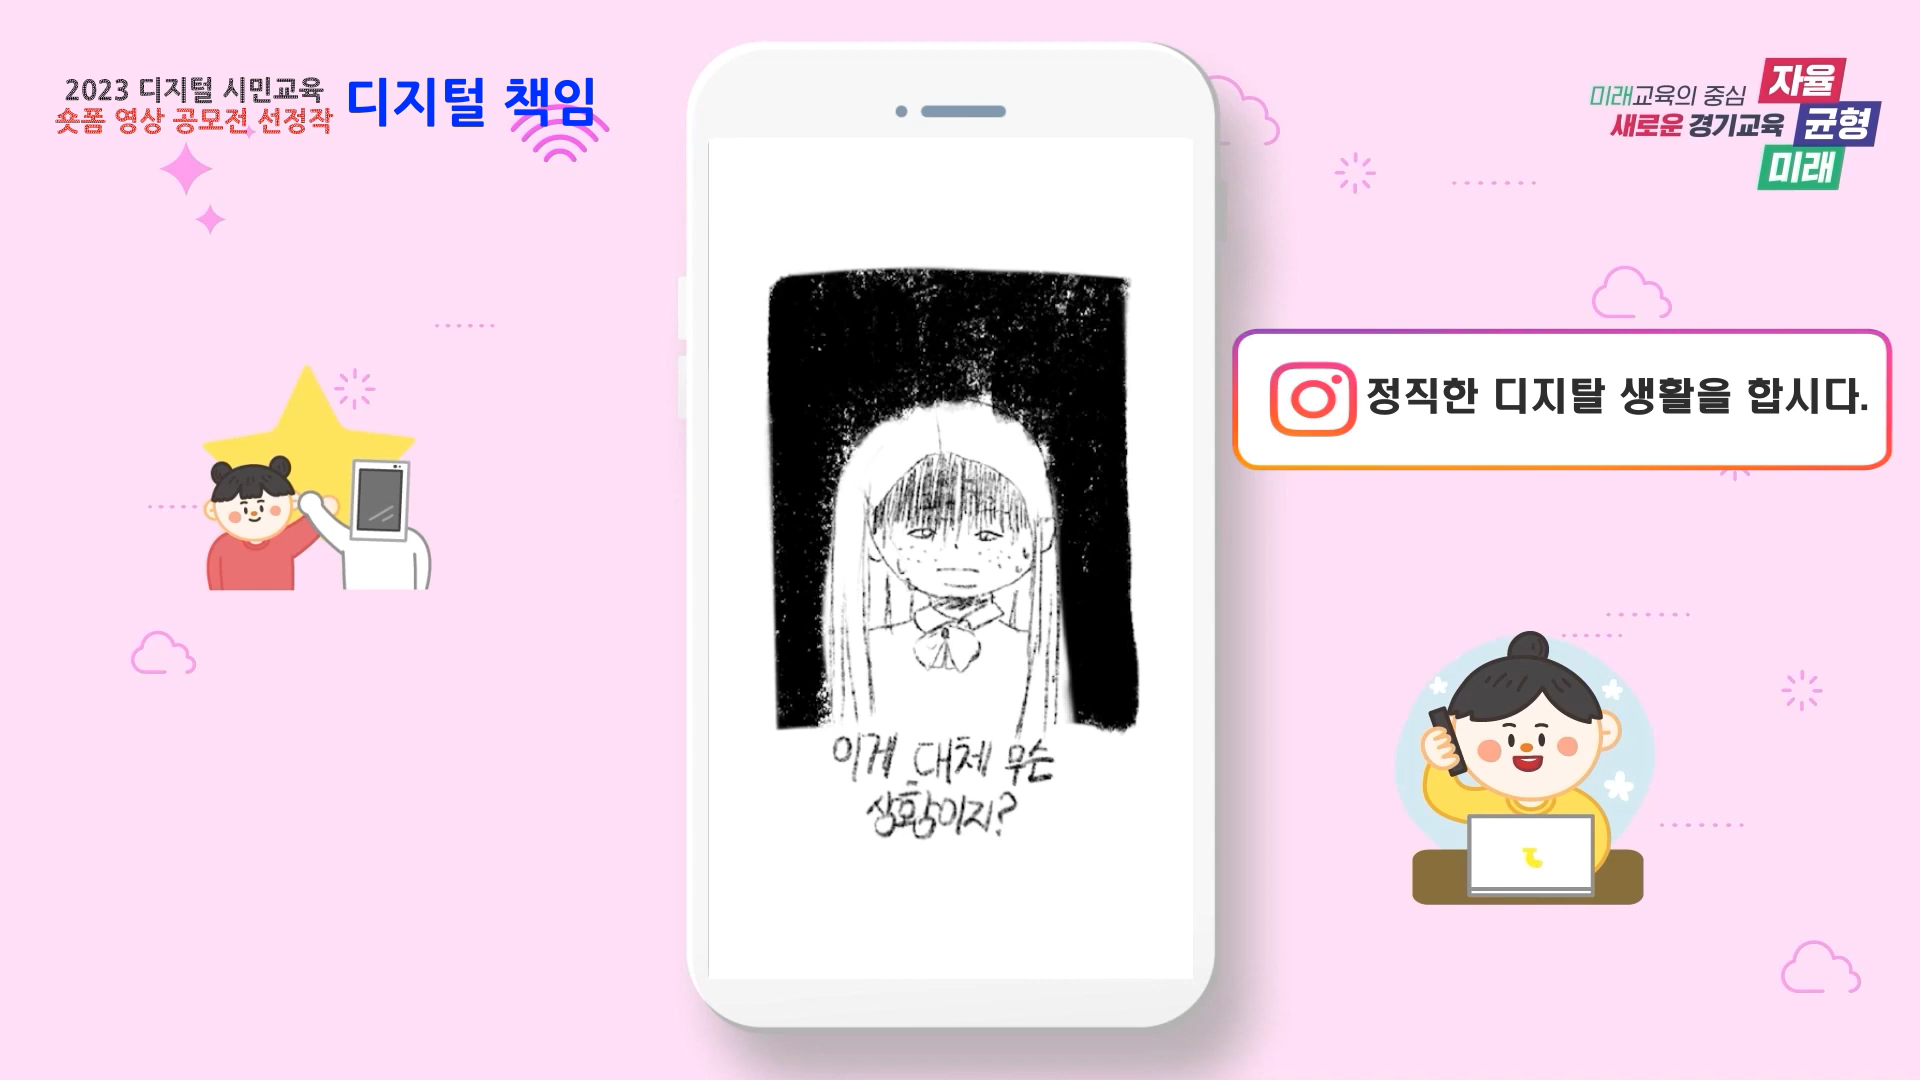 2023 디지털 시민교육
숏폼 영상 공모전 선정작
디지털 책임
미래교육의 중심
새로운 경기교육
자율
균형
미래
정직한 디지탈 생활을 합시다.
이게 대체 무슨
상황이지?